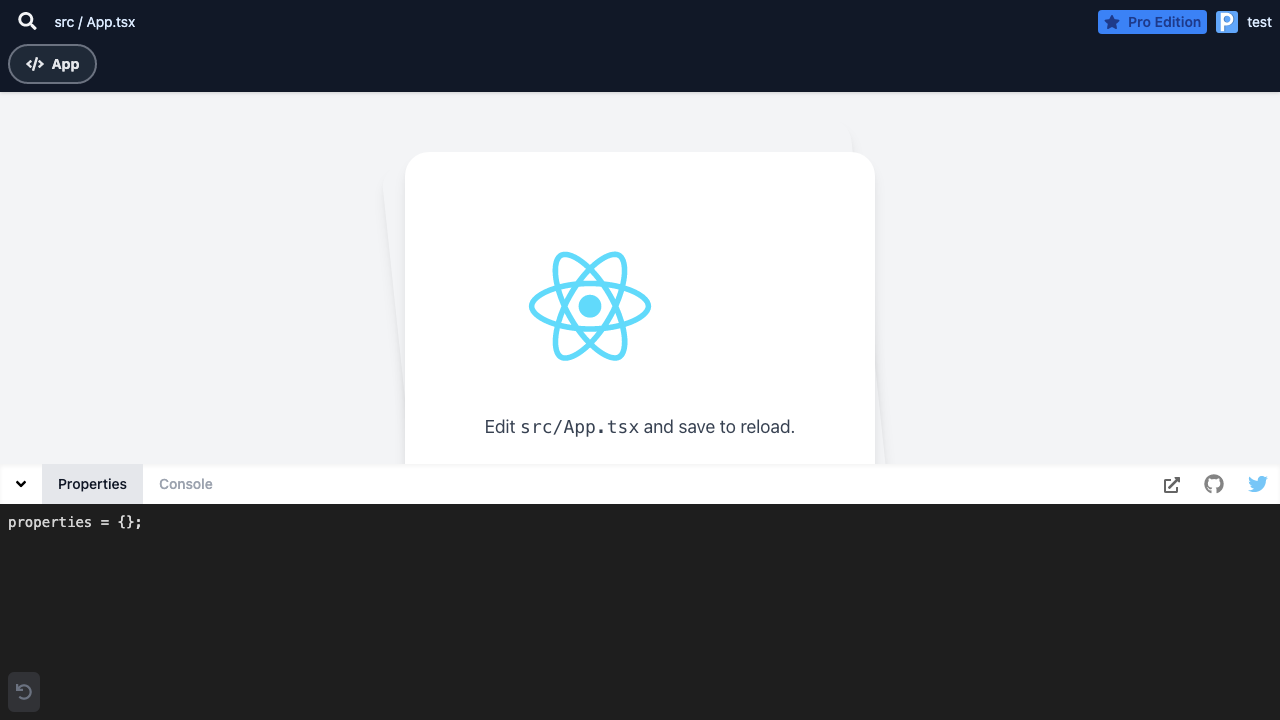 src / App.tsx
Pro Edition
test
</> App
Edit src/App.tsx and save to reload.
Properties
Console
properties = {};